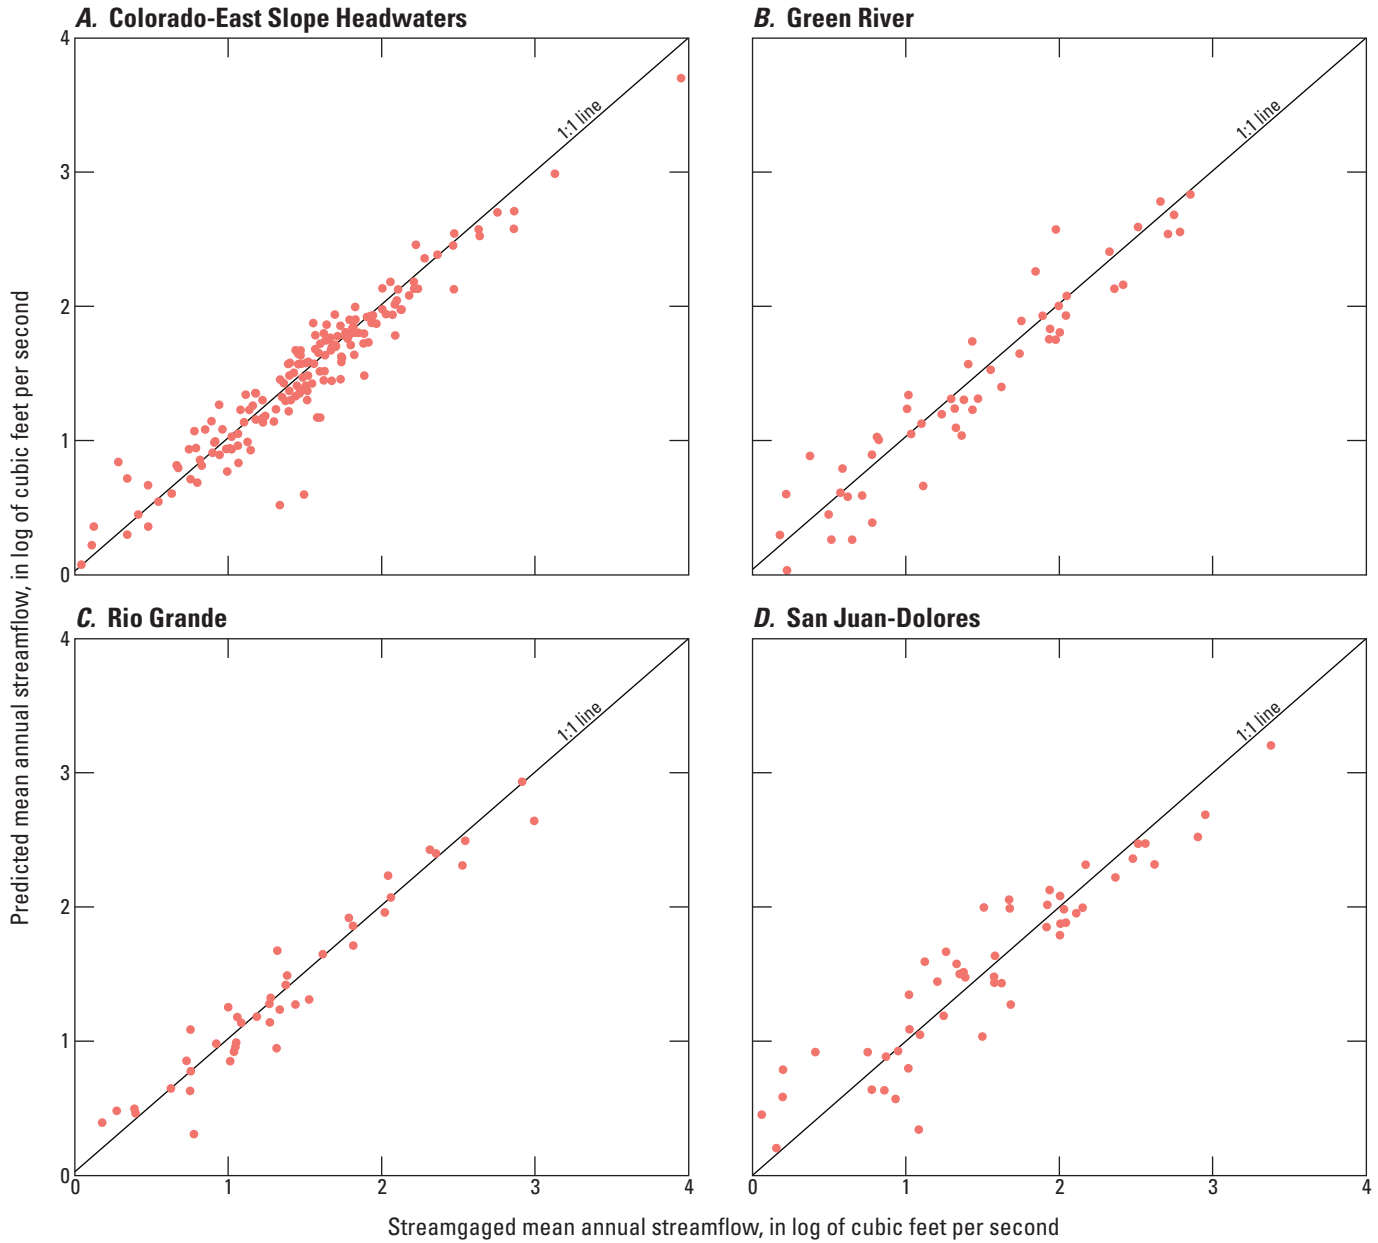 A. Colorado-East Slope Headwaters
B. Green River
4
3
2
1
0
1:1 line
1:1 line
C. Rio Grande
D. San Juan-Dolores
4
3
2
1
0
1:1 line
1:1 line
0 1 2 3 4
0 1 2 3 4
Predicted mean annual streamflow, in log of cubic feet per second
Streamgaged mean annual streamflow, in log of cubic feet per second